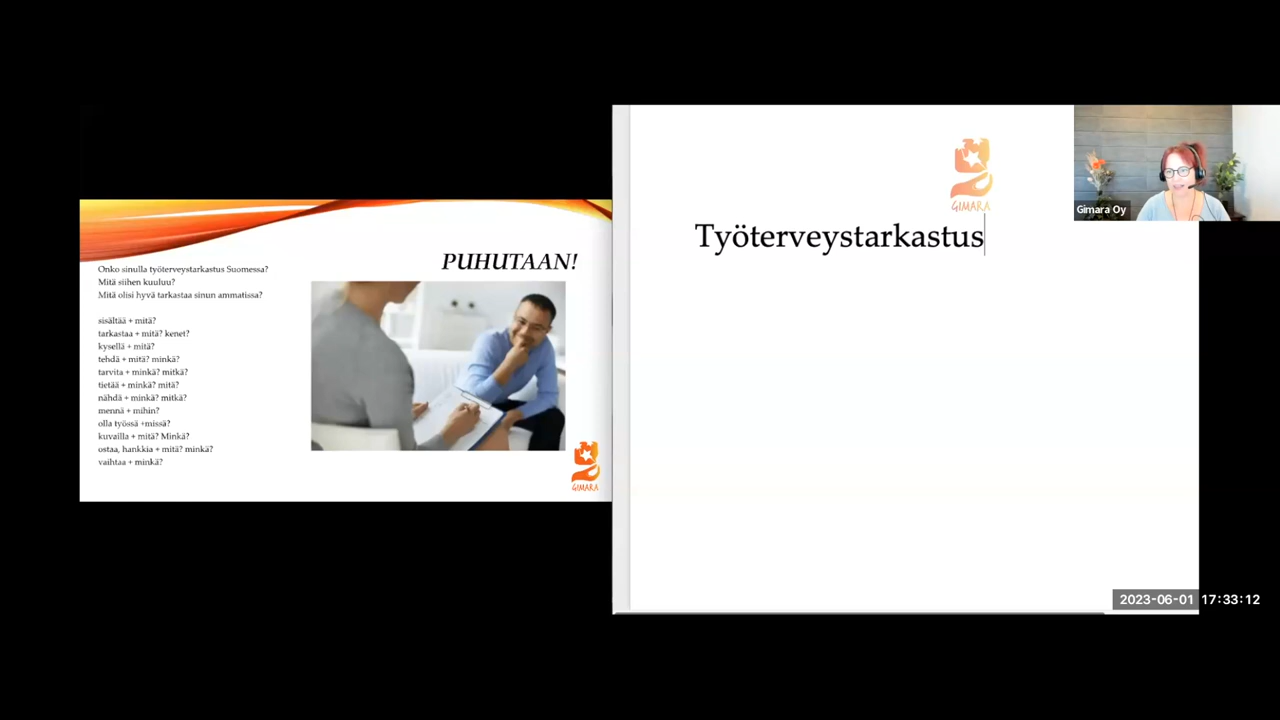 PUHUTAAN!
Onko sinulla työterveystarkastus Suomessa?
Mitä siihen kuuluu?
Mitä olisi hyvä tarkastaa sinun ammatissa?
sisältää + mitä?
tarkastaa + mitä? kenet?
kysellä + mitä?
tehdä + mitä? minkä?
tarvita + minkä? mitkä?
tietää + minkä? mitä?
nähdä + minkä? mitkä?
mennä + mihin?
olla työssä +missä?
kuvailla + mitä? Minkä?
ostaa, hankkia + mitä? minkä?
vaihtaa + minkä?
GIMARA
GIMARA
Työterveystarkastus
Gimara Oy
2023-06-01 17:33:12